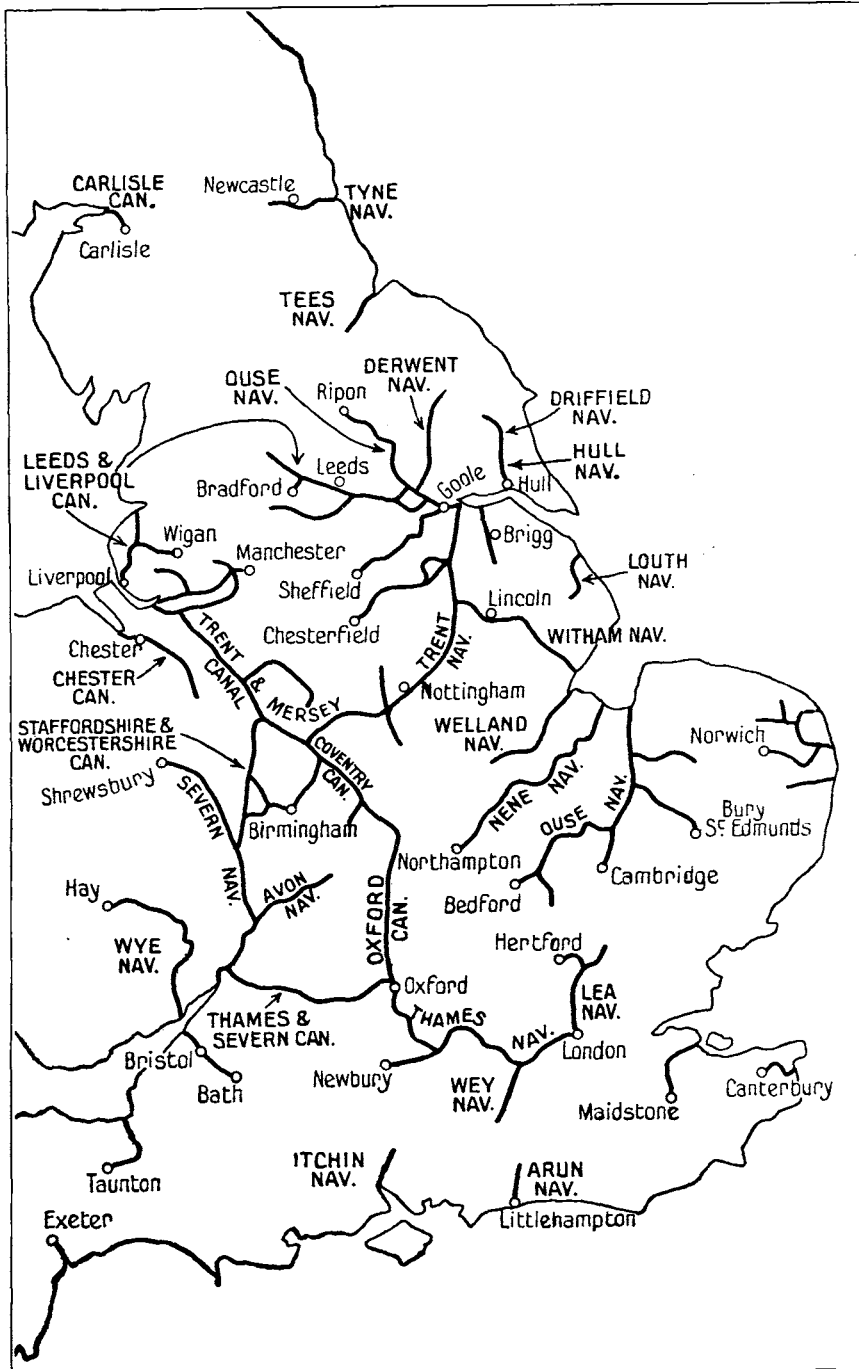 CARLISLE
CAN.
Carlisle
Newcastle
TYNE
NAV.
TEES
NAV.
OUSE
NAV.
Ripon
DERWENT
NAV.
DRIFFIELD
NAV.
HULL
NAV.
Hull
LEEDS &
LIVERPOOL
CAN.
Leeds
Bradford
Goole
Wigan
Manchester
Brigg
Liverpool
Sheffield
LOUTH
NAV.
Lincoln
Chesterfield
WITHAM NAV.
Chester
CHESTER
CAN.
TRENT
& MERSEY
CANAL
TRENT
NAV.
Nottingham
WELLAND
NAV.
STAFFORDSHIRE &
WORCESTERSHIRE
CAN.
Norwich
Shrewsbury
COVENTRY
CAN.
SEVERN
NAV.
Birmingham
NENE NAV.
OUSE NAV.
Bury
St. Edmunds
Northampton
Cambridge
Bedford
Hay
AVON
NAV.
OXFORD
CAN.
WYE
NAV.
Hertford
LEA
NAV.
Oxford
THAMES NAV.
THAMES &
SEVERN CAN.
London
Bristol
Bath
Newbury
WEY
NAV.
Maidstone
Canterbury
Taunton
ITCHIN
NAV.
ARUN
NAV.
Littlehampton
Exeter